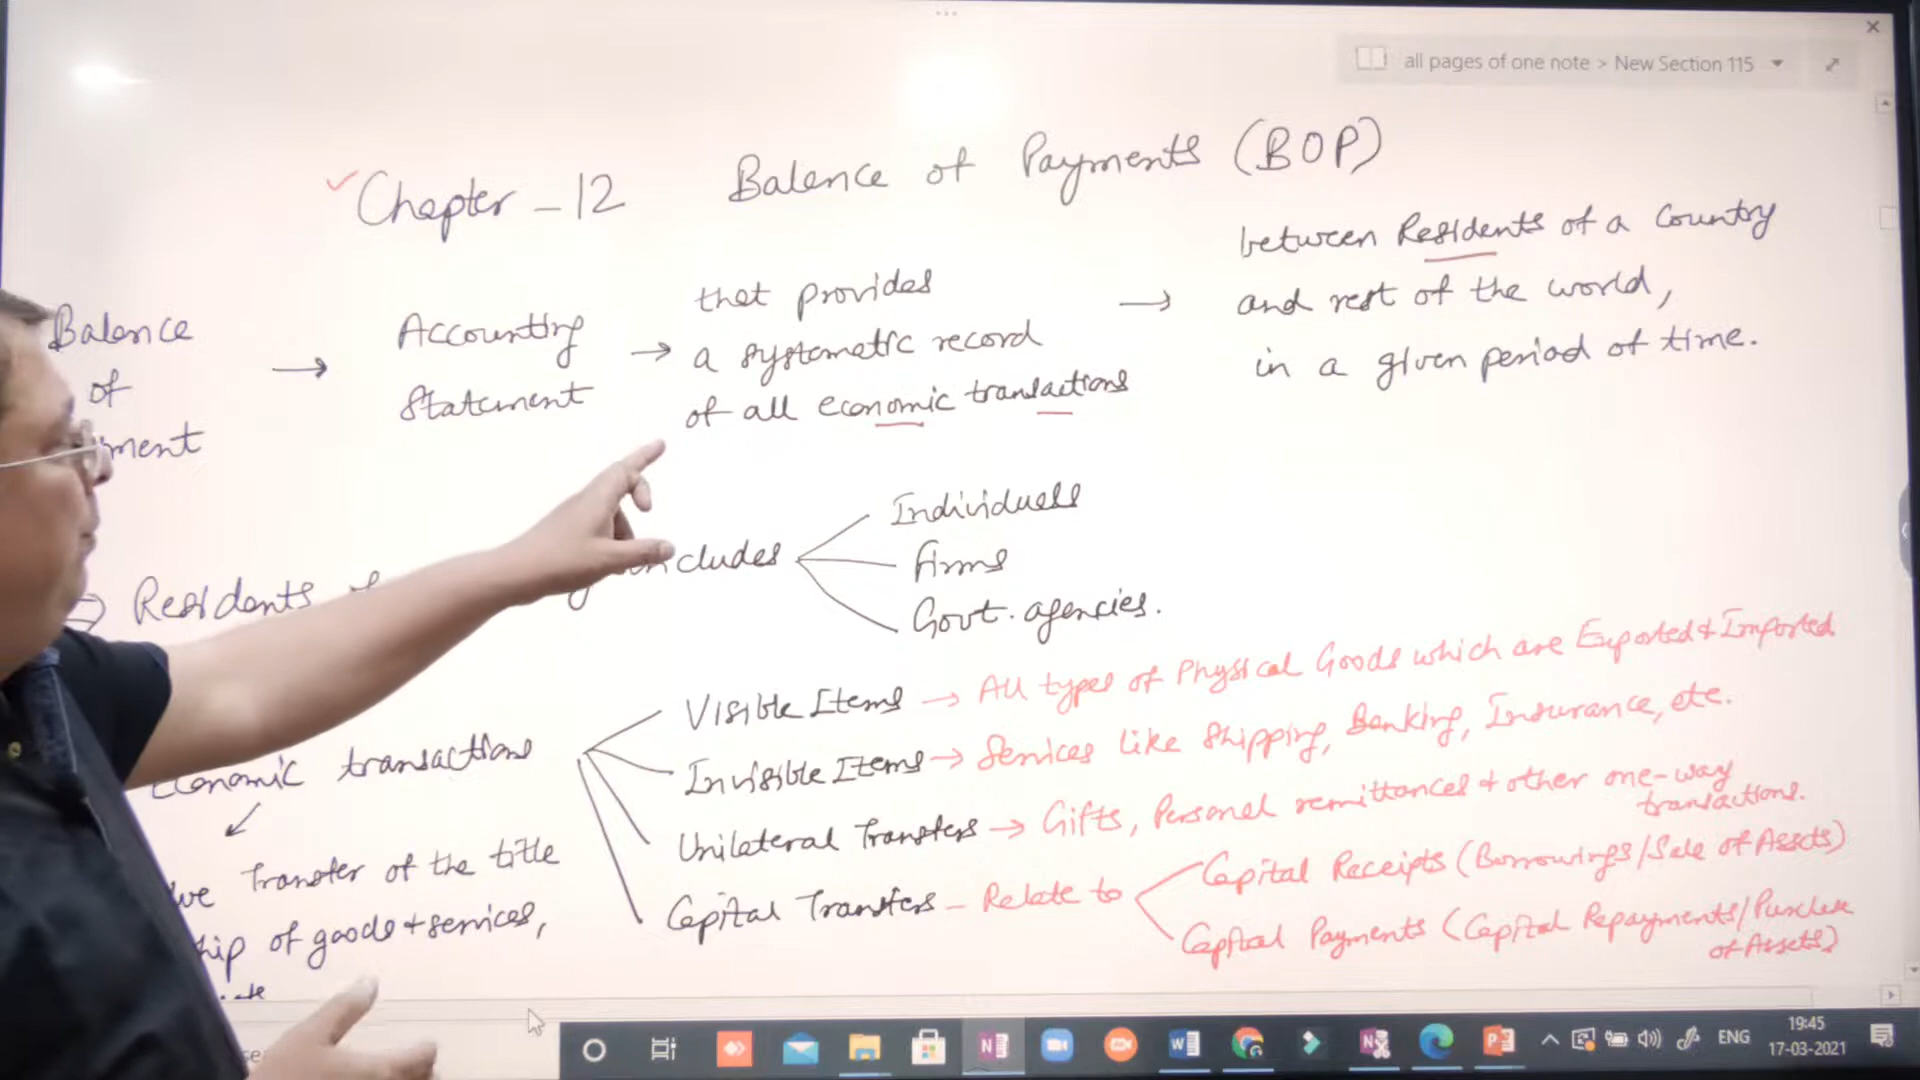 all pages of one note > New Section 115
Chapter - 12 Balance of Payments (BOP)
Balance
of
ment
→ Accounting
Statement
→ that provides
a systematic record
of all economic transactions
→ between Residents of a Country
and rest of the world,
in a given period of time.
Residents
cludes
Individuals
Firms
Govt. agencies.
Economic transactions
Visible Items → All types of Physical Goods which are Exported & Imported
Invisible Items → Services like Shipping, Banking, Insurance, etc.
Unilateral Transfers → Gifts, Personal remittances & other one-way
transactions.
Capital Transfers - Relate to
Capital Receipts (Borrowings/Sale of Assets)
Capital Payments (Capital Repayments/Purchase
of Assets)
lve Transfer of the title
hip of goods + services,
ENG
19:45
17-03-2021